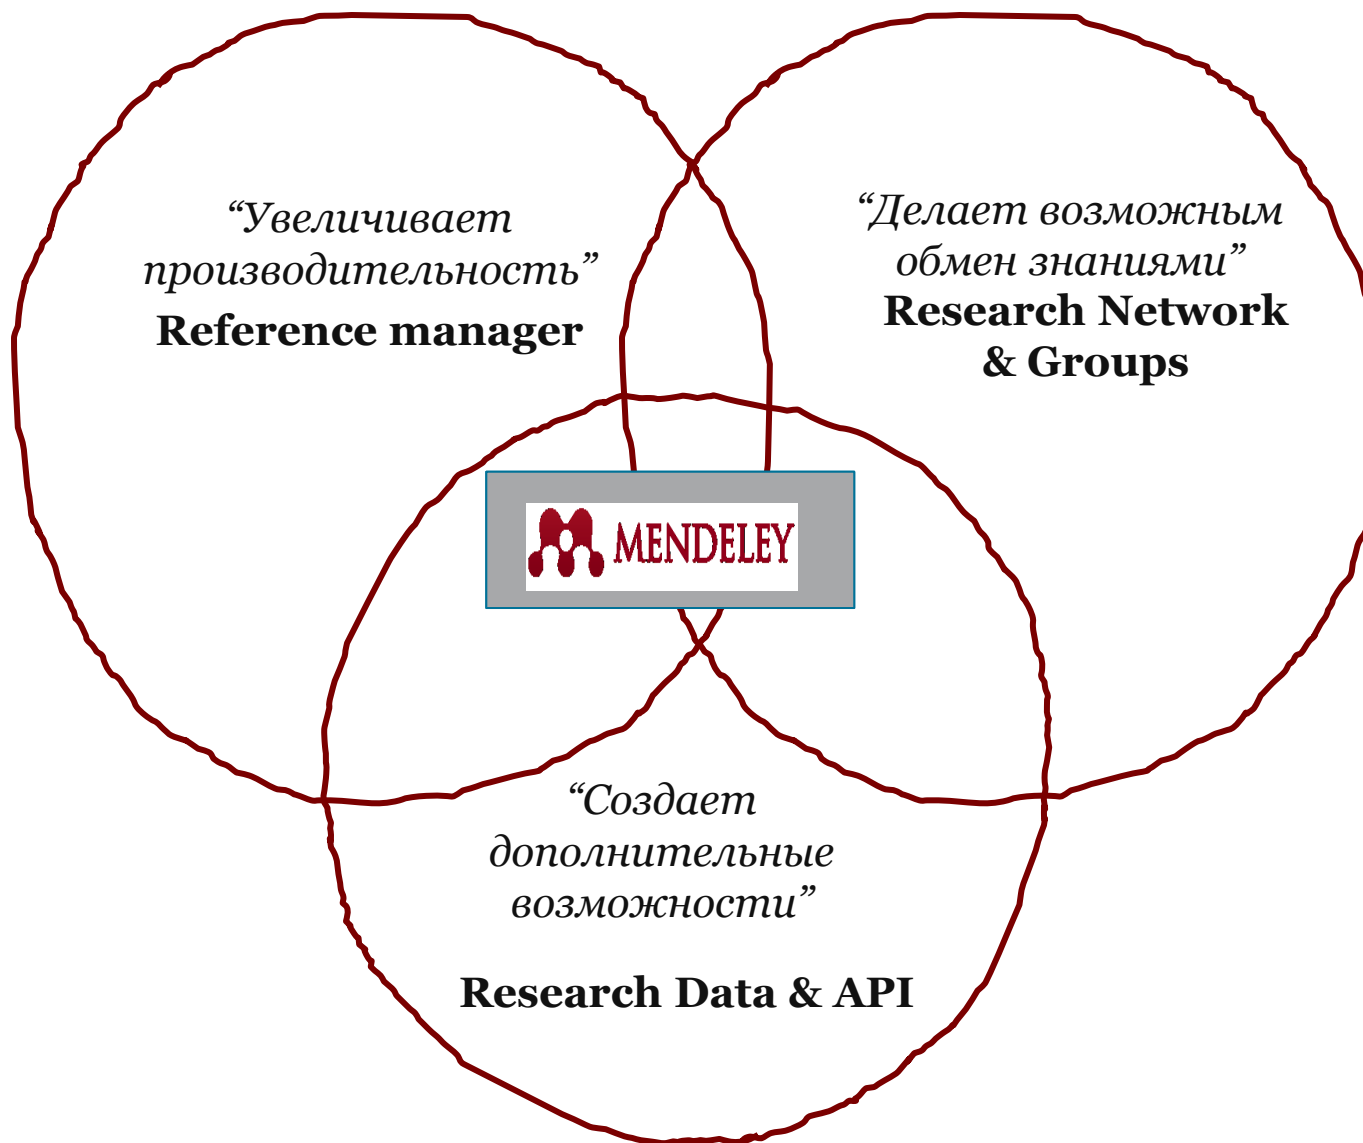 “Увеличивает
производительность”
Reference manager
“Делает возможным
обмен знаниями”
Research Network
& Groups
MENDELEY
“Создает
дополнительные
возможности”
Research Data & API